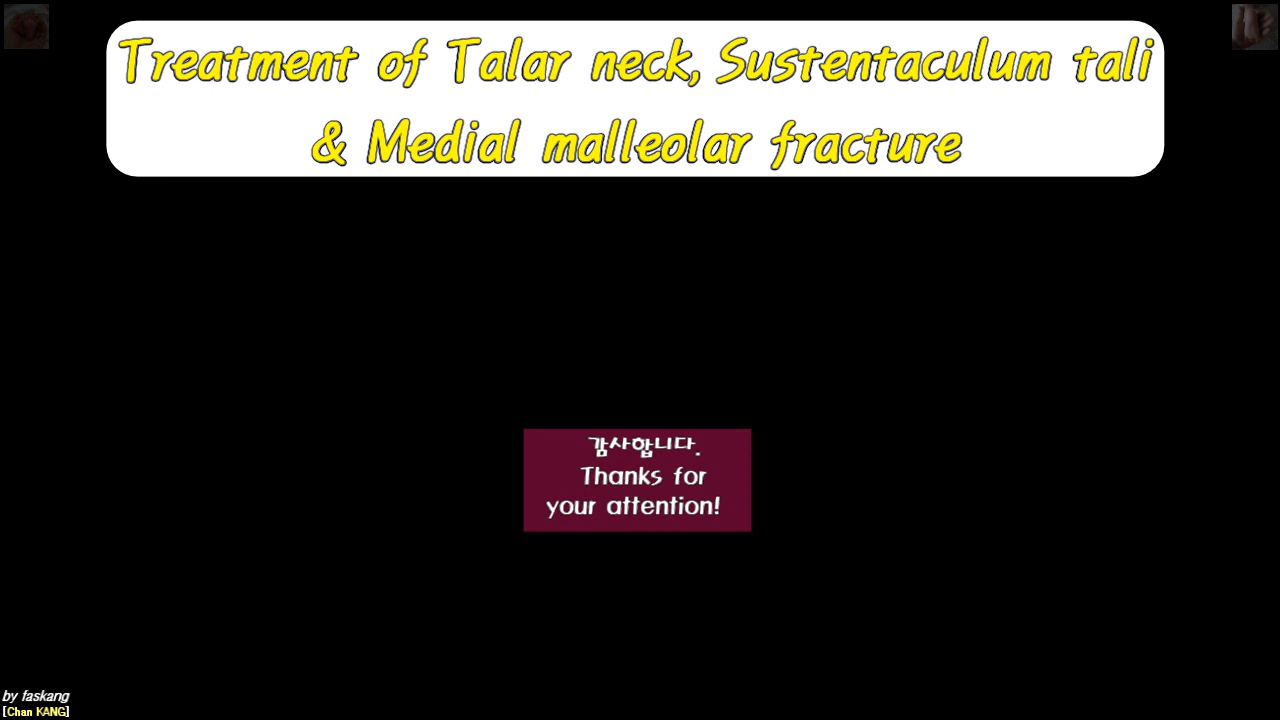 Treatment of Talar neck, Sustentaculum tali
& Medial malleolar fracture
감사합니다.
Thanks for
your attention!
by faskang
[Chan KANG]